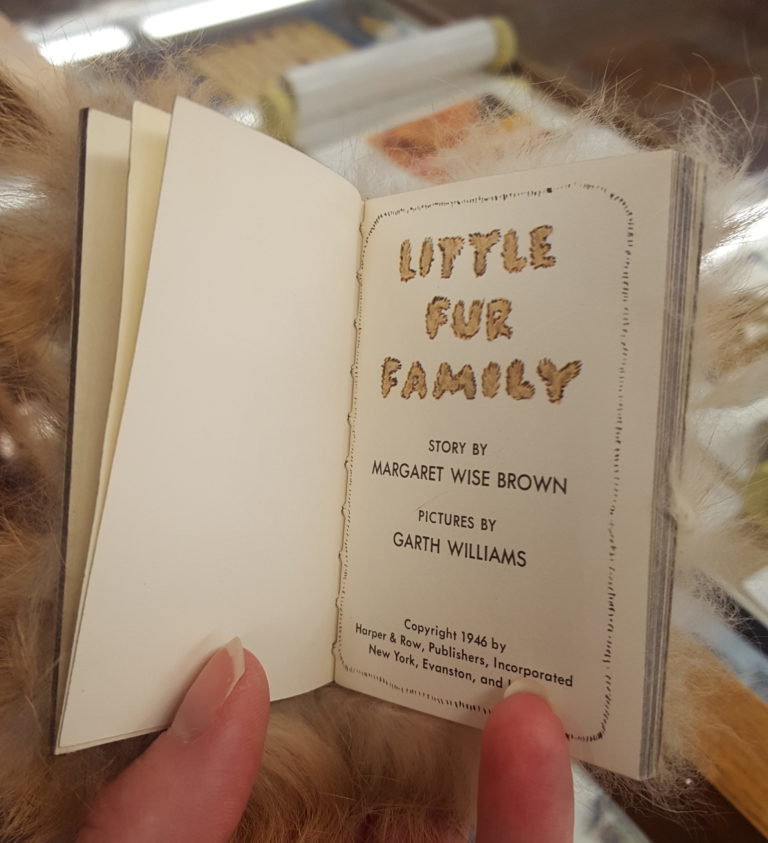 LITTLE
FUR
FAMILY
STORY BY
MARGARET WISE BROWN
PICTURES BY
GARTH WILLIAMS
Copyright 1946 by
Harper & Row, Publishers, Incorporated
New York, Evanston, and